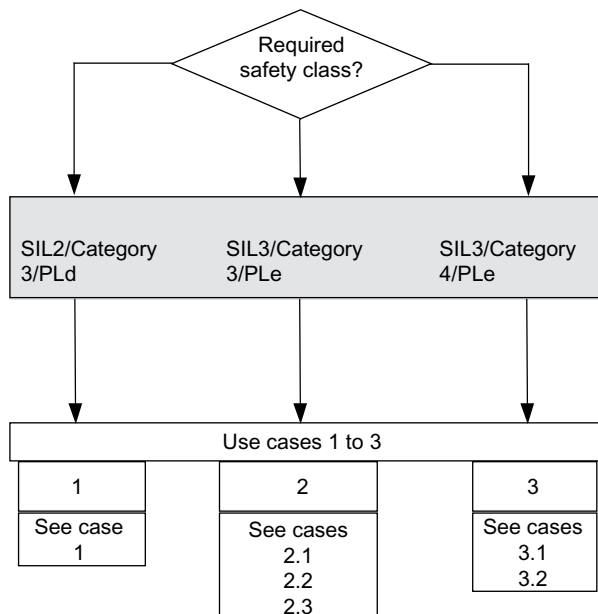 Required
safety class?
SIL2/Category
3/PLd
SIL3/Category
3/PLe
SIL3/Category
4/PLe
Use cases 1 to 3
1
2
3
See case
1
See cases
2.1
2.2
2.3
See cases
3.1
3.2